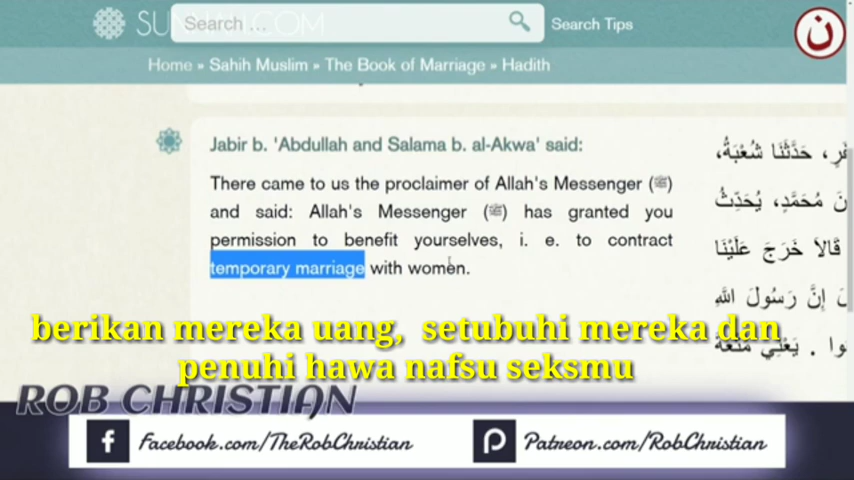 SUNNAH.COM
Search ...
Search Tips
ن
Home » Sahih Muslim » The Book of Marriage » Hadith
Jabir b. 'Abdullah and Salama b. al-Akwa' said:
There came to us the proclaimer of Allah's Messenger (ﷺ)
and said: Allah's Messenger (ﷺ) has granted you
permission to benefit yourselves, i. e. to contract
temporary marriage with women.
حَدَّثَنَا شُعْبَةُ،
مُحَمَّدٍ، يُحَدِّثُ
قَالاَ خَرَجَ عَلَيْنَا
إِنَّ رَسُولَ اللَّهِ
يَعْنِي مُتْعَةَ
berikan mereka uang, setubuhi mereka dan
penuhi hawa nafsu seksmu
ROB CHRISTIAN
Facebook.com/TheRobChristian
Patreon.com/RobChristian